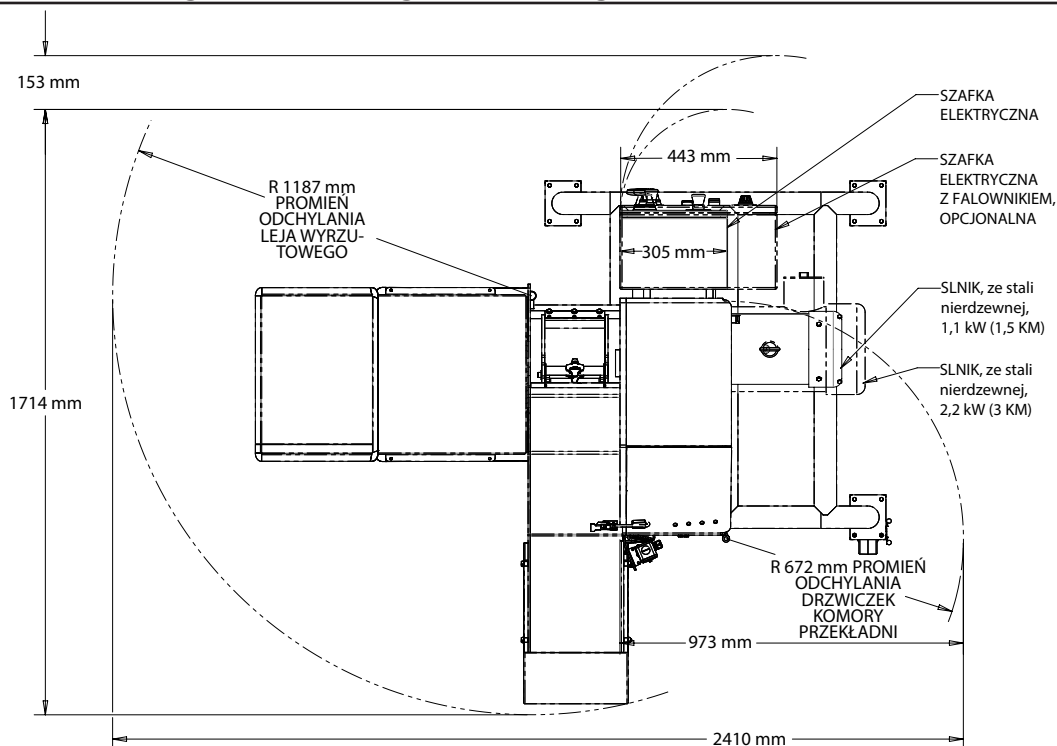 153 mm
SZAFKA
ELEKTRYCZNA
443 mm
SZAFKA
ELEKTRYCZNA
Z FALOWNIKIEM,
OPCJONALNA
R 1187 mm
PROMIEŃ
ODCHYLANIA
LEJA WYRZU-
TOWEGO
305 mm
SLNIK, ze stali
nierdzewnej,
1,1 kW (1,5 KM)
SLNIK, ze stali
nierdzewnej,
2,2 kW (3 KM)
1714 mm
R 672 mm PROMIEŃ
ODCHYLANIA
DRZWICZEK
KOMORY
PRZEKŁADNI
973 mm
2410 mm